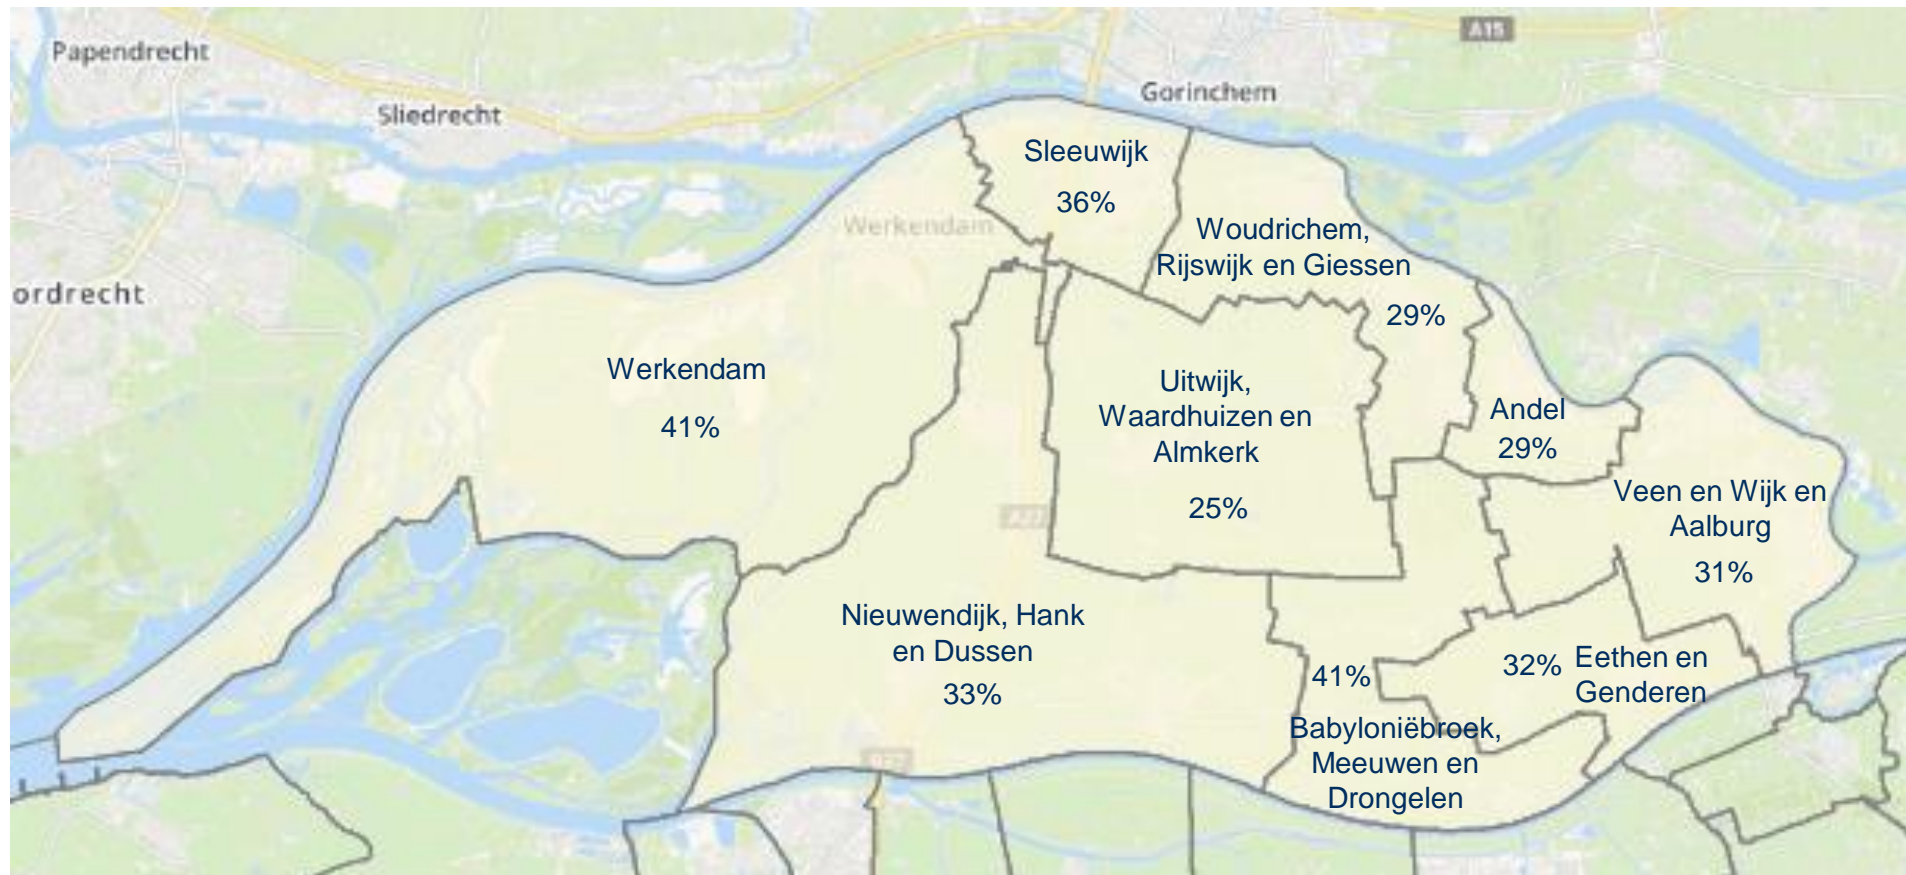 Papendrecht
Sliedrecht
A15
Gorinchem
Sleeuwijk
36%
Werkendam
Woudrichem,
Rijswijk en Giessen
29%
ordrecht
Werkendam
41%
Uitwijk,
Waardhuizen en
Almkerk
25%
Andel
29%
Veen en Wijk en
Aalburg
31%
A27
Nieuwendijk, Hank
en Dussen
33%
41%
Babyloniëbroek,
Meeuwen en
Drongelen
32%
Eethen en
Genderen